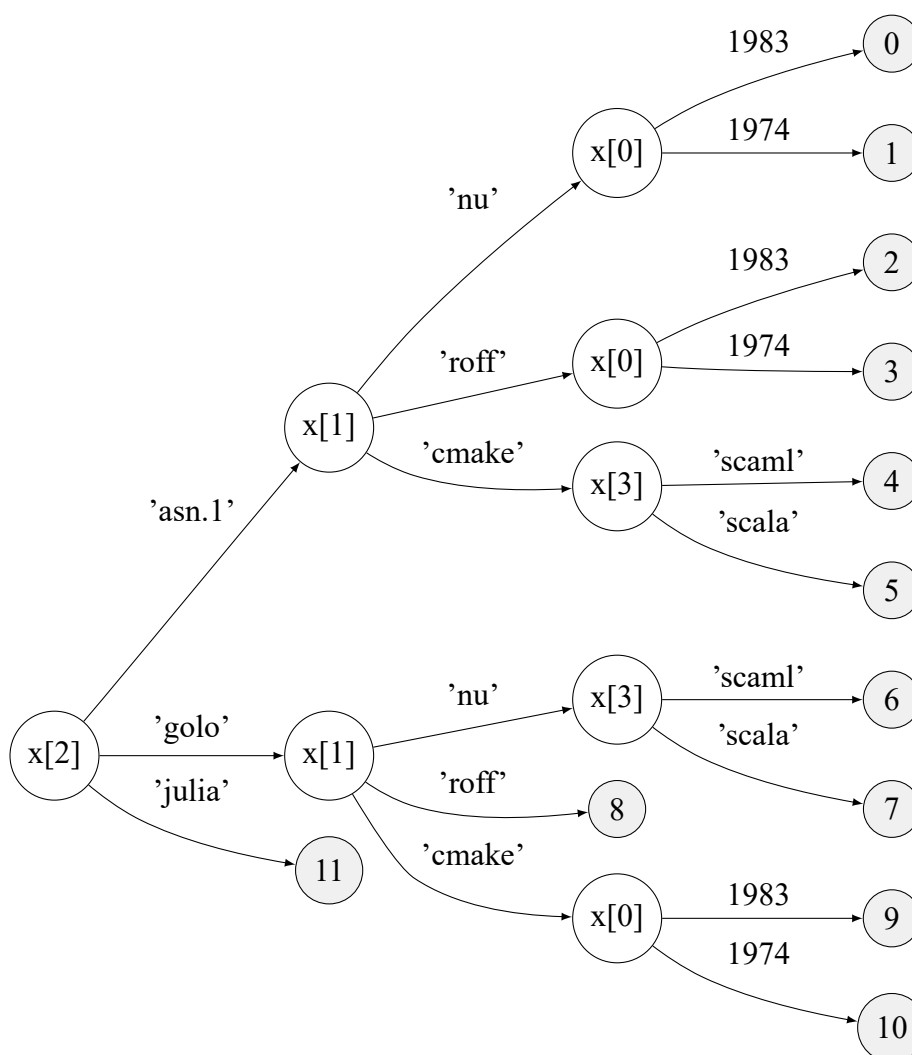 1983
0
1974
x[0]
1
’nu’
1983
2
’roff’
x[0]
1974
3
x[1]
’cmake’
x[3]
’scaml’
4
’asn.1’
’scala’
5
’nu’
x[3]
’scaml’
6
x[2]
’golo’
x[1]
’scala’
’julia’
’roff’
8
7
’cmake’
11
1983
x[0]
9
1974
10